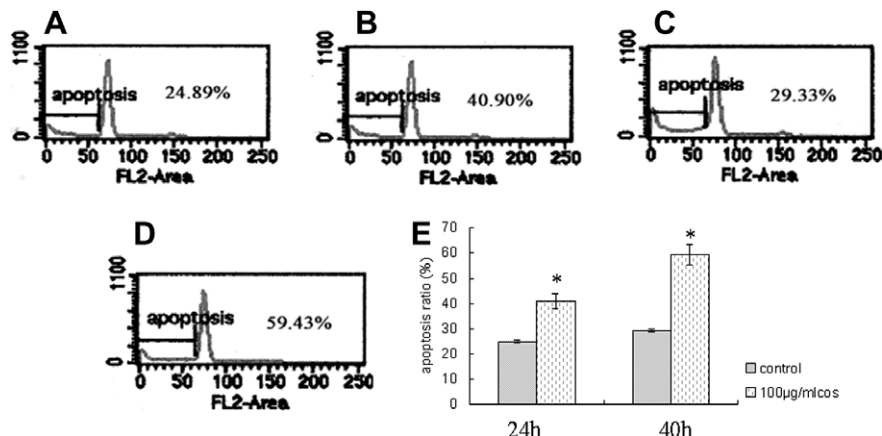 A
1100
0
apoptosis
24.89%
0 50 100 150 200 250
FL2-Area
B
1100
0
apoptosis
40.90%
0 50 100 150 200 250
FL2-Area
C
1100
0
apoptosis
29.33%
0 50 100 150 200 250
FL2-Area
D
1100
0
apoptosis
59.43%
0 50 100 150 200 250
FL2-Area
E
apoptosis ratio (%)
70
60
50
40
30
20
10
0
*
*
24h 40h
control
100μg/mlcos